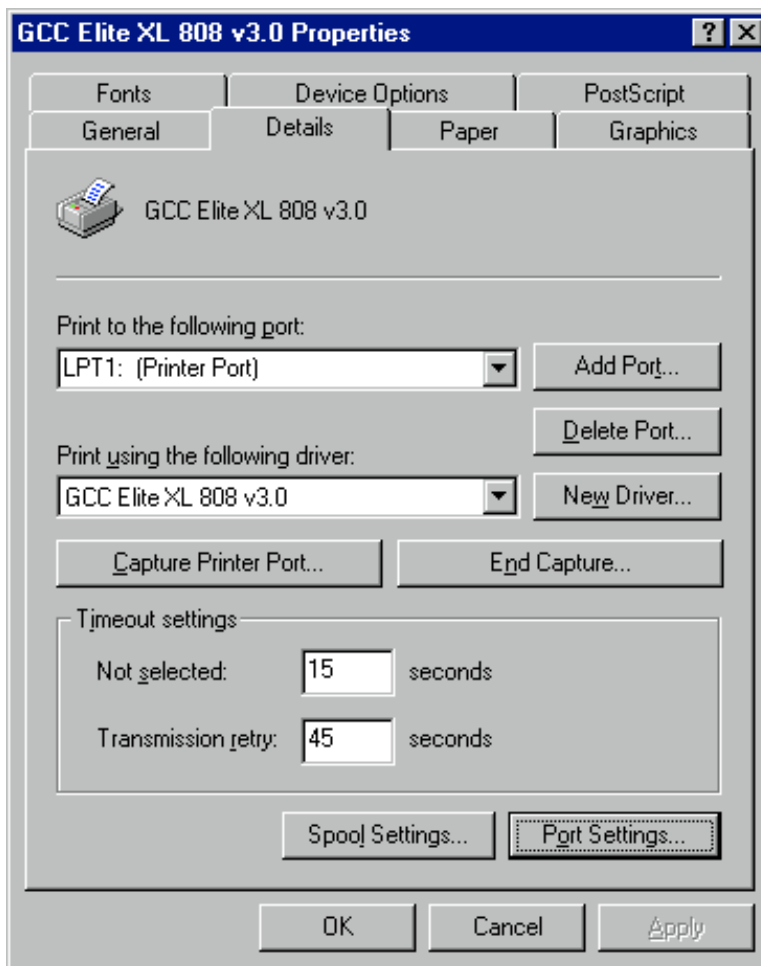 GCC Elite XL 808 v3.0 Properties
Fonts Device Options PostScript
General Details Paper Graphics
GCC Elite XL 808 v3.0
Print to the following port:
LPT1: (Printer Port) Add Port...
Delete Port...
Print using the following driver:
GCC Elite XL 808 v3.0 New Driver...
Capture Printer Port... End Capture...
Timeout settings
Not selected: 15 seconds
Transmission retry: 45 seconds
Spool Settings... Port Settings...
OK Cancel Apply